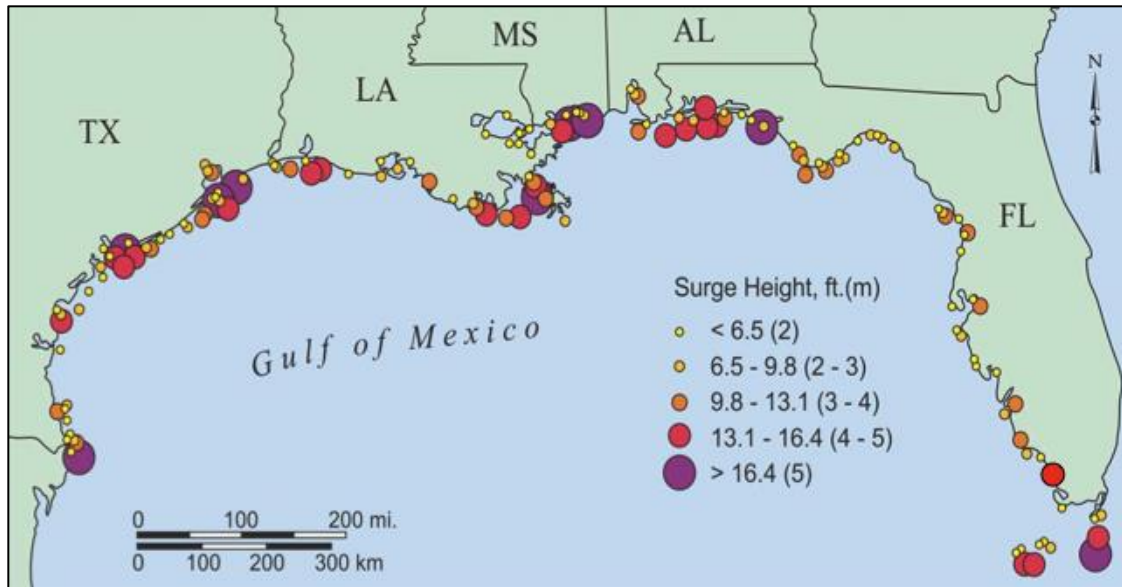 MS
AL
LA
N
TX
FL
Surge Height, ft.(m)
< 6.5 (2)
6.5 - 9.8 (2 - 3)
9.8 - 13.1 (3 - 4)
13.1 - 16.4 (4 - 5)
> 16.4 (5)
Gulf of Mexico
0 100 200 mi.
0 100 200 300 km